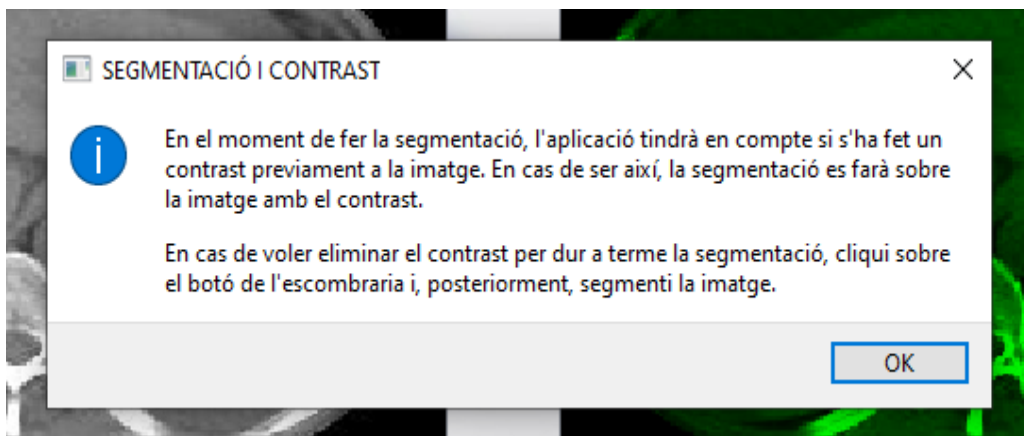 SEGMENTACIÓ I CONTRAST
En el moment de fer la segmentació, l'aplicació tindrà en compte si s'ha fet un
contrast previament a la imatge. En cas de ser així, la segmentació es farà sobre
la imatge amb el contrast.
En cas de voler eliminar el contrast per dur a terme la segmentació, cliqui sobre
el botó de l'escombraria i, posteriorment, segmenti la imatge.
OK